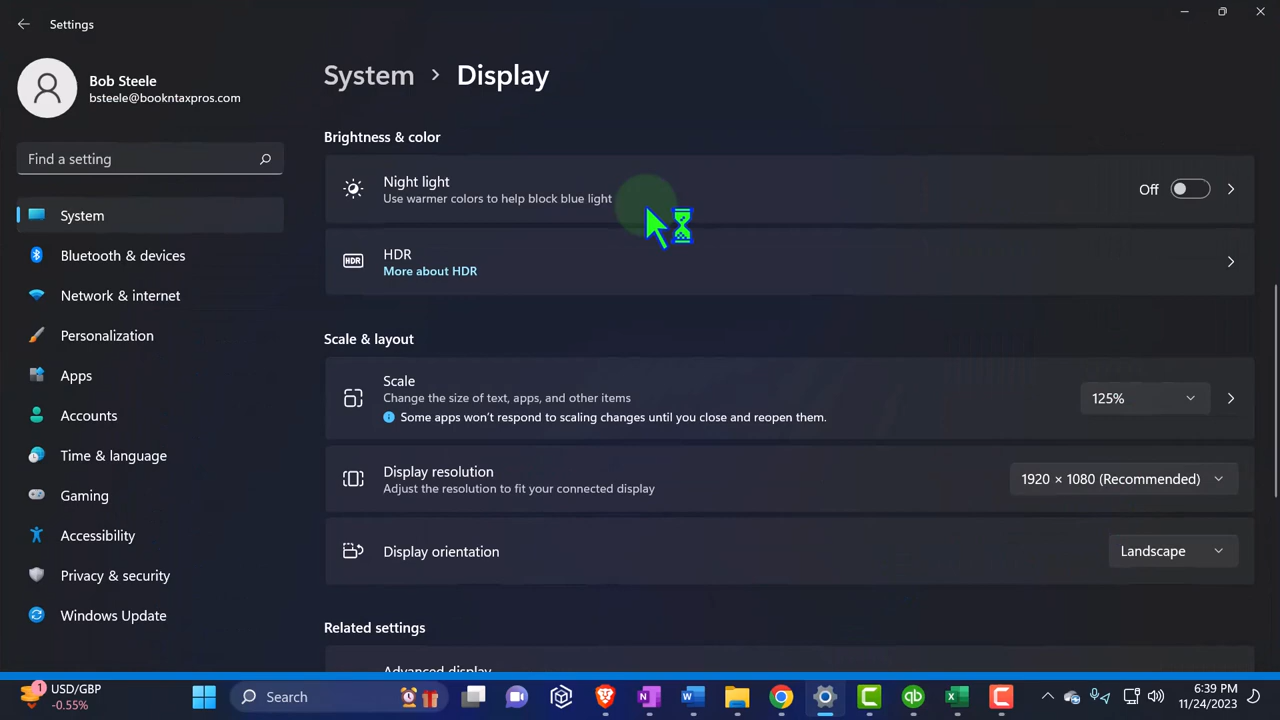 Settings
Bob Steele
bsteele@bookntaxpros.com
Find a setting
System
Bluetooth & devices
Network & internet
Personalization
Apps
Accounts
Time & language
Gaming
Accessibility
Privacy & security
Windows Update
System > Display
Brightness & color
Night light
Use warmer colors to help block blue light
Off
HDR
HDR
More about HDR
Scale & layout
Scale
Change the size of text, apps, and other items
Some apps won't respond to scaling changes until you close and reopen them.
125%
Display resolution
Adjust the resolution to fit your connected display
1920 × 1080 (Recommended)
Display orientation
Landscape
Related settings
Advanced display
1
USD/GBP
-0.55%
Search
6:39 PM
11/24/2023